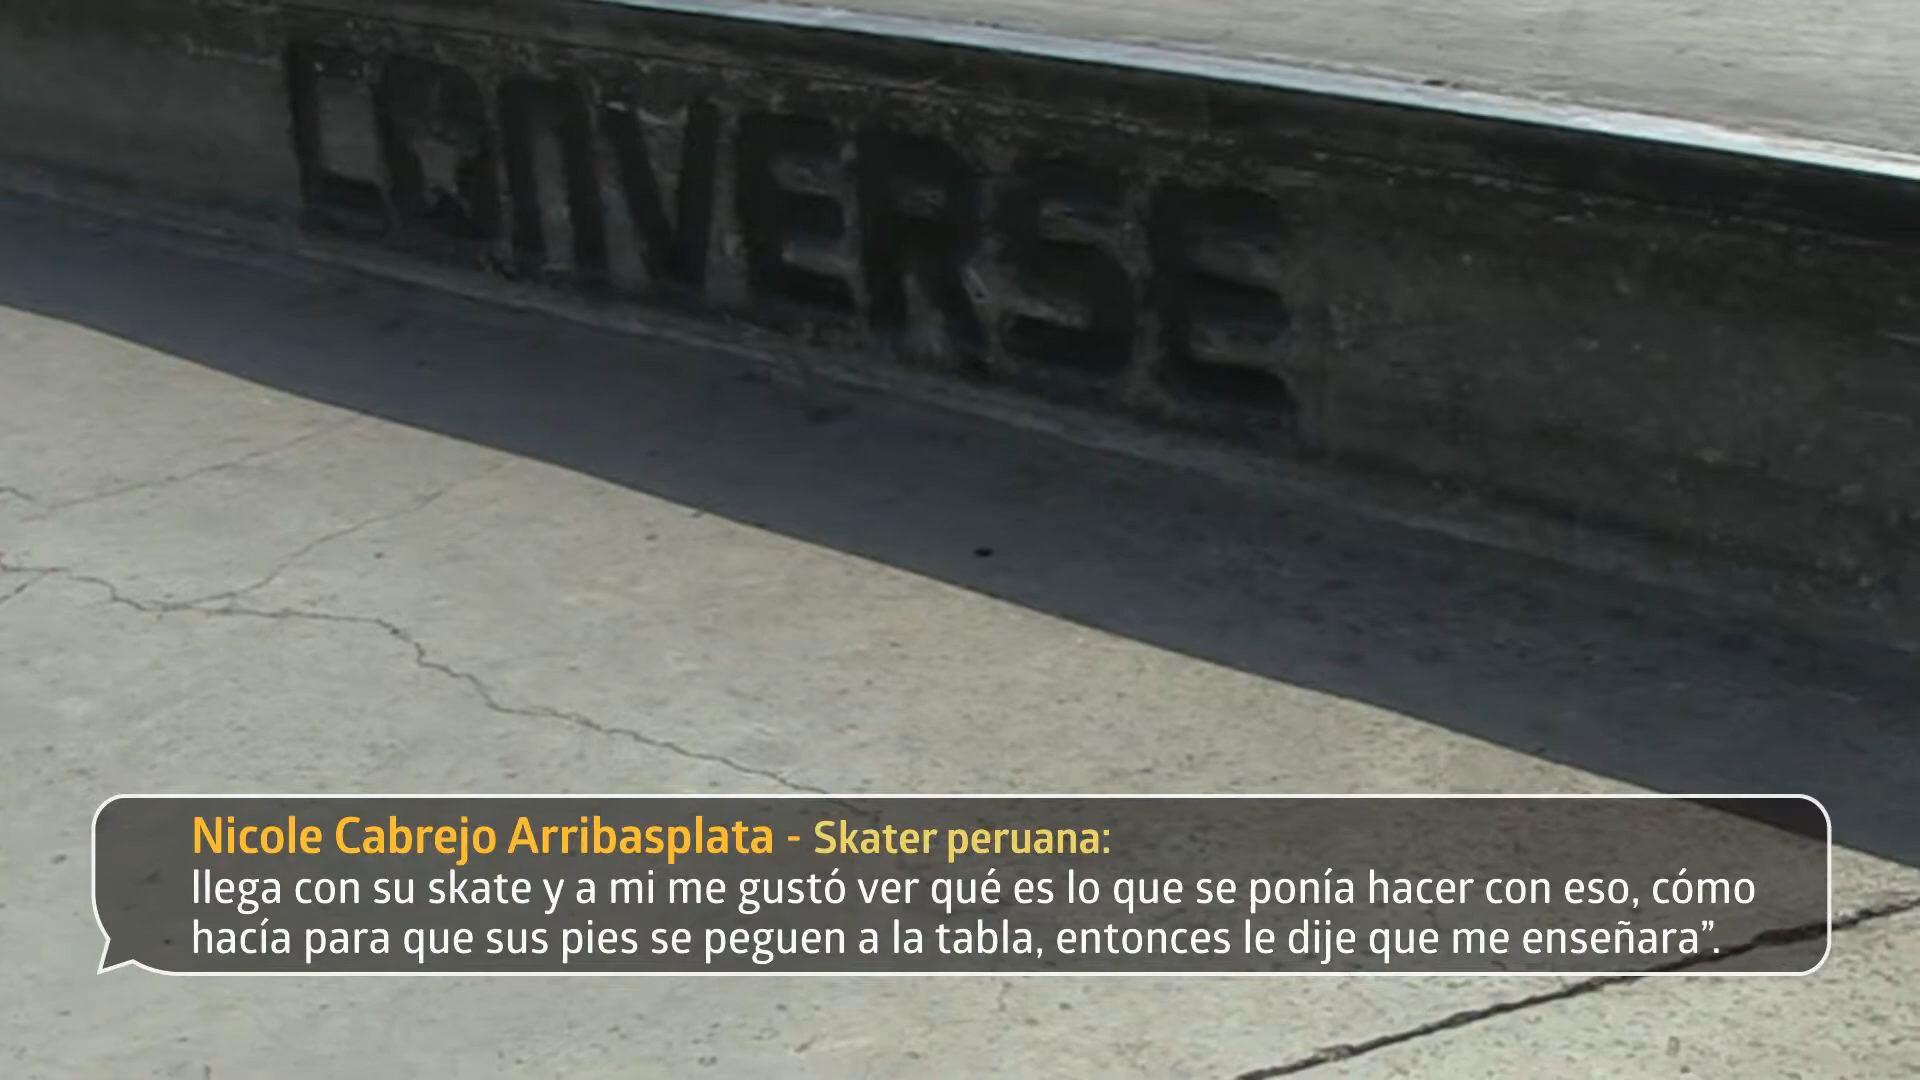 CONVERSE
Nicole Cabrejo Arribasplata - Skater peruana:
llega con su skate y a mi me gustó ver qué es lo que se ponía hacer con eso, cómo
hacía para que sus pies se peguen a la tabla, entonces le dije que me enseñara”.